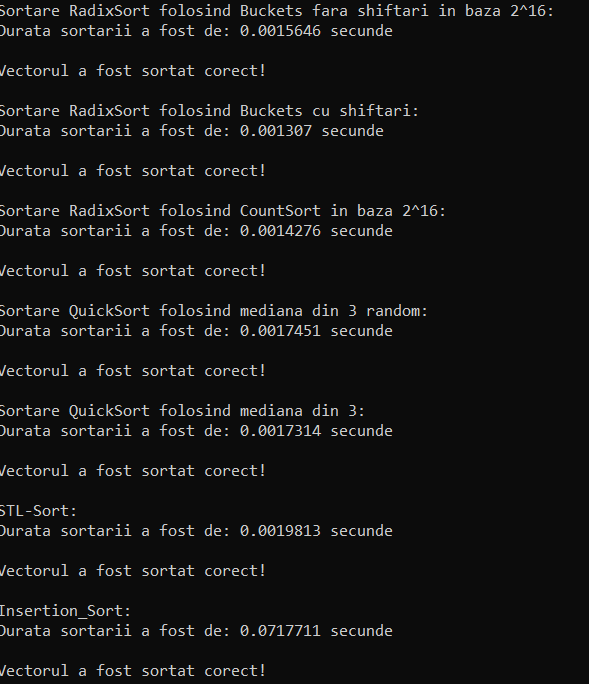 Sortare RadixSort folosind Buckets fara shiftari in baza 2^16:
Durata sortarii a fost de: 0.0015646 secunde
Vectorul a fost sortat corect!
Sortare RadixSort folosind Buckets cu shiftari:
Durata sortarii a fost de: 0.001307 secunde
Vectorul a fost sortat corect!
Sortare RadixSort folosind CountSort in baza 2^16:
Durata sortarii a fost de: 0.0014276 secunde
Vectorul a fost sortat corect!
Sortare QuickSort folosind mediana din 3 random:
Durata sortarii a fost de: 0.0017451 secunde
Vectorul a fost sortat corect!
Sortare QuickSort folosind mediana din 3:
Durata sortarii a fost de: 0.0017314 secunde
Vectorul a fost sortat corect!
STL-Sort:
Durata sortarii a fost de: 0.0019813 secunde
Vectorul a fost sortat corect!
Insertion_Sort:
Durata sortarii a fost de: 0.0717711 secunde
Vectorul a fost sortat corect!